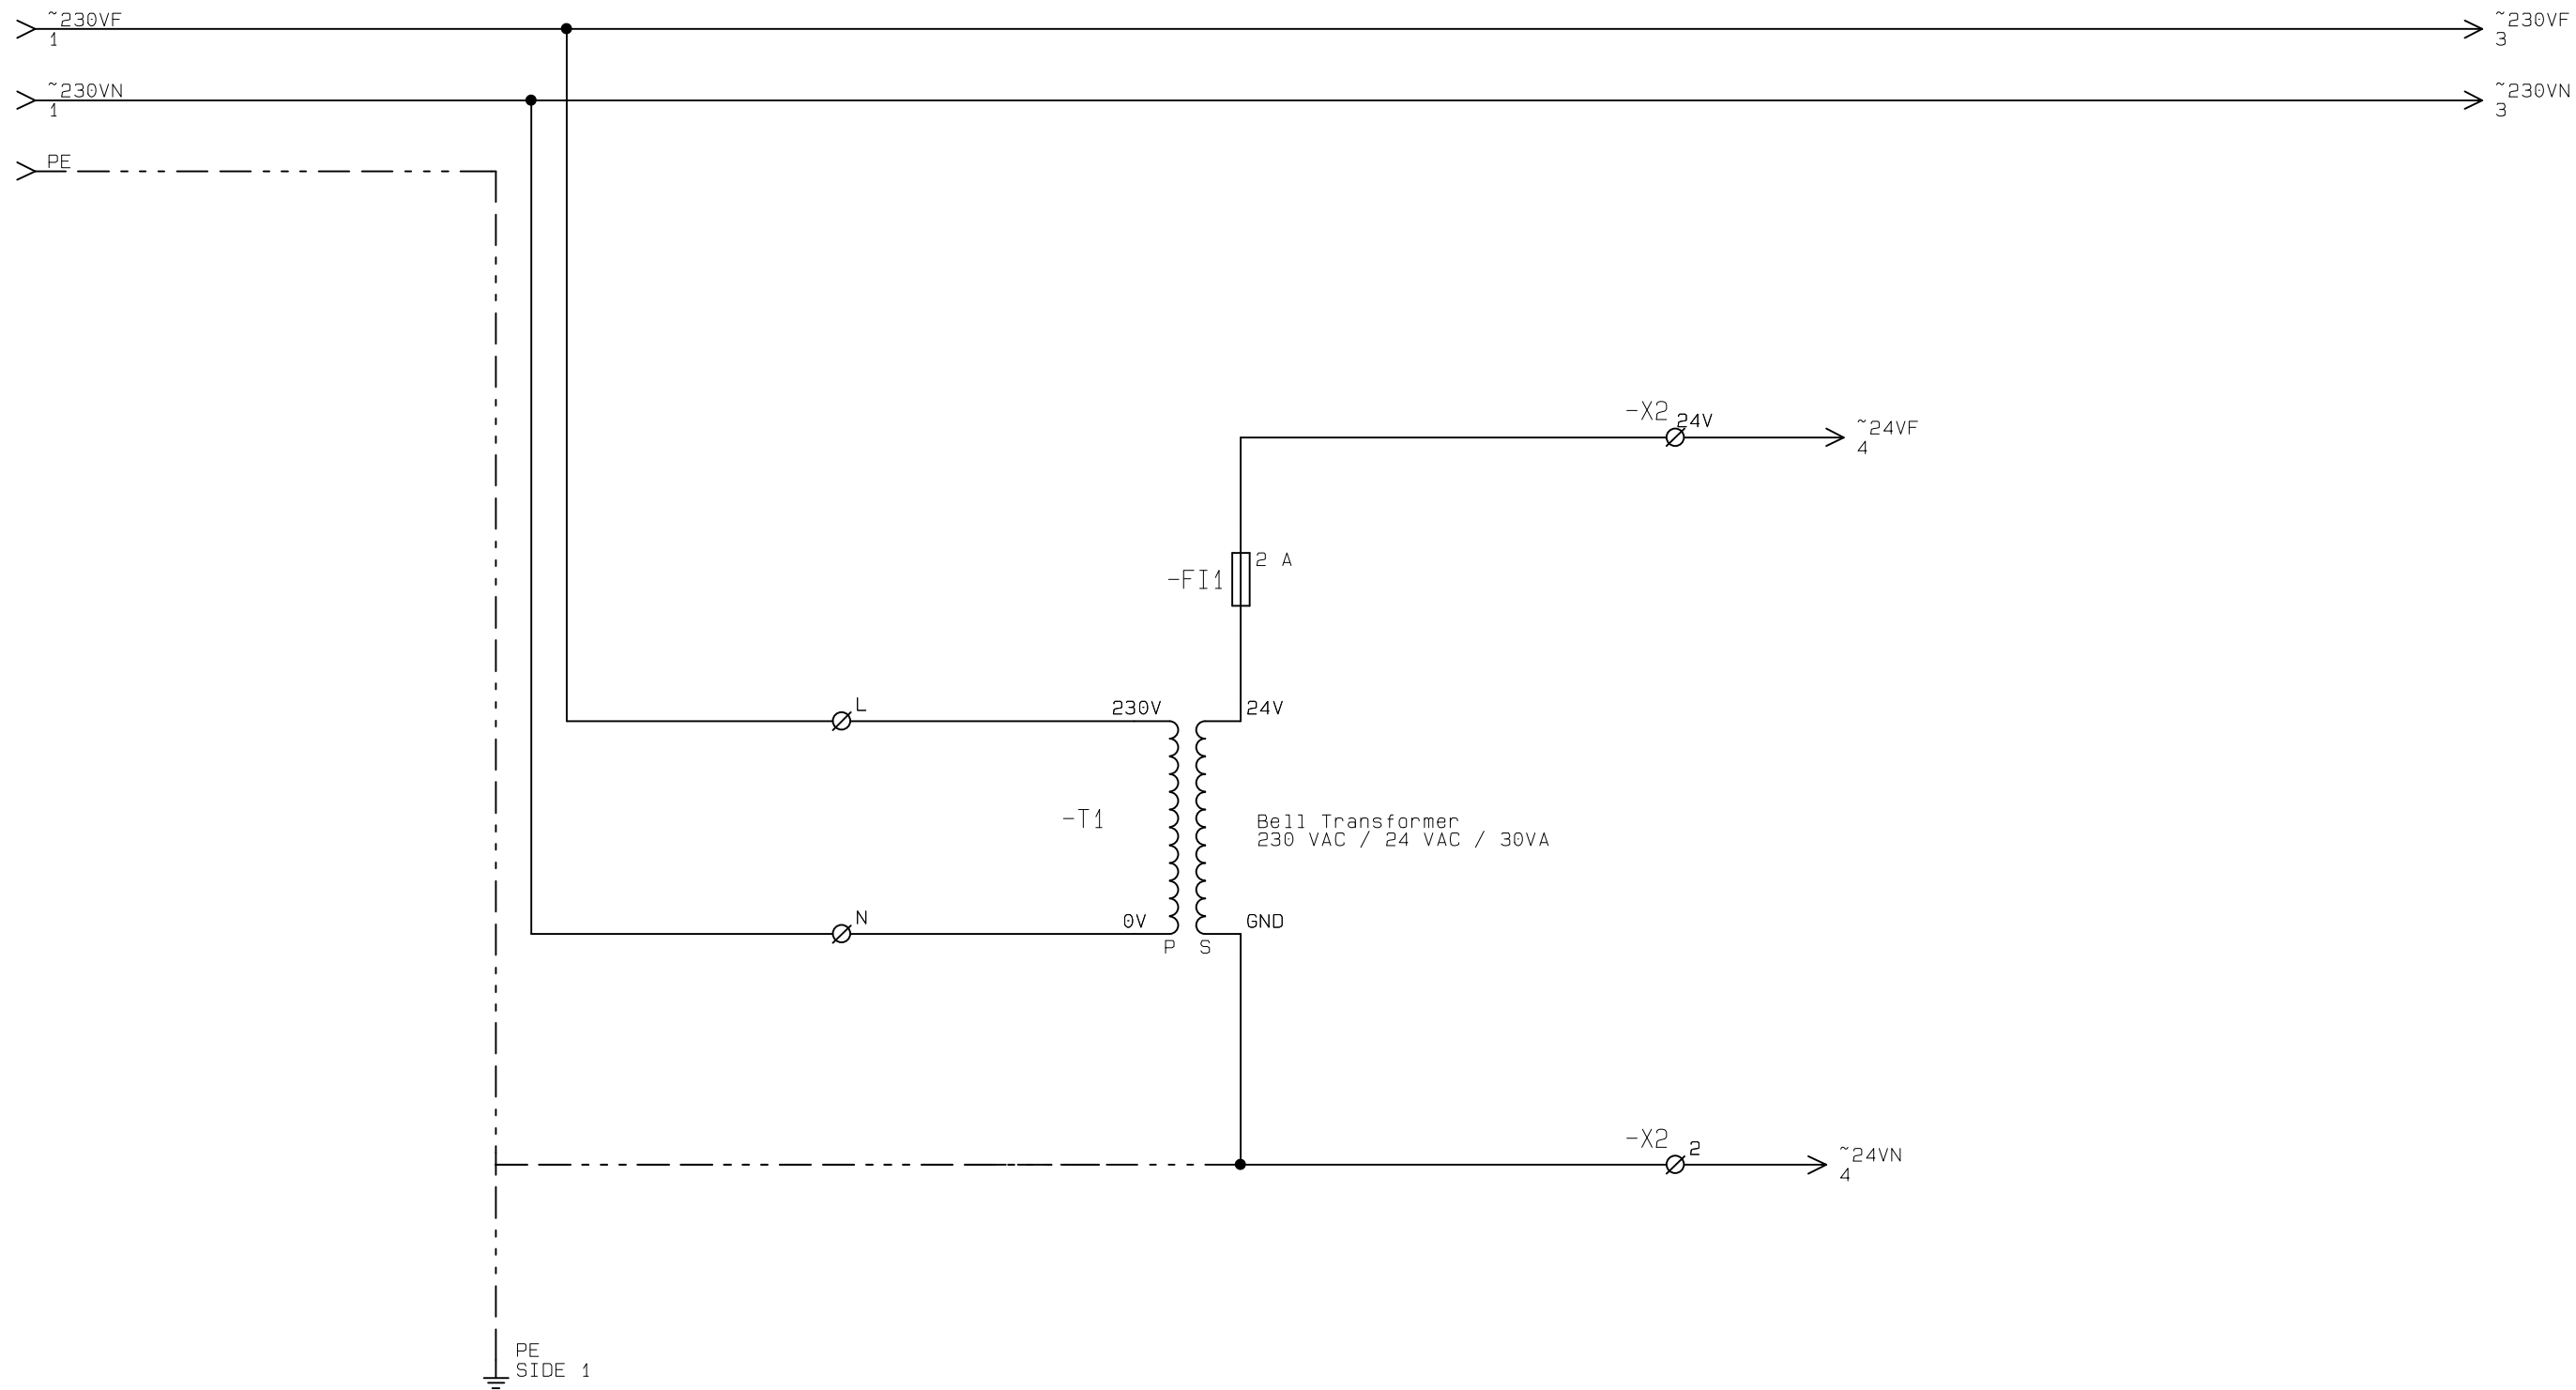 ~230VF
1
~230VF
3
~230VN
1
~230VN
3
PE
-X2 24V
~24VF
4
2 A
-FI1
L
230V
24V
-T1
Bell Transformer
230 VAC / 24 VAC / 30VA
N
0V
GND
P
S
-X2 2
~24VN
4
PE
SIDE 1